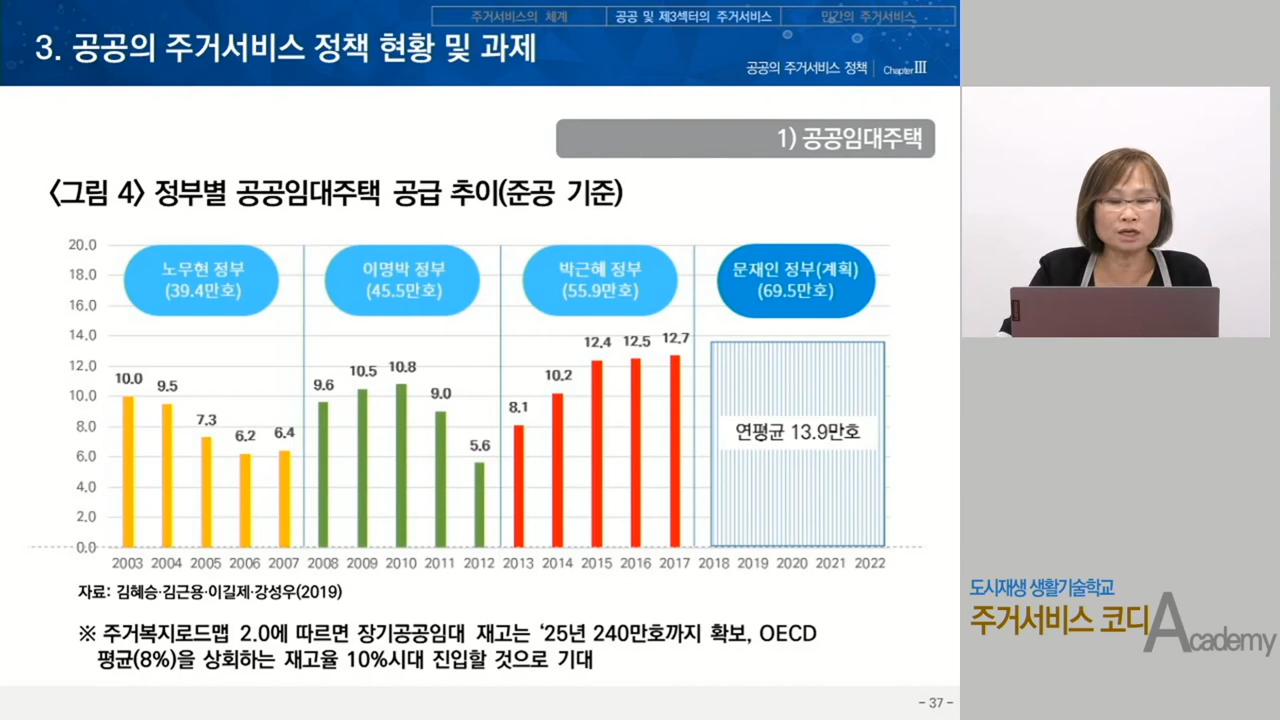 주거서비스의 체계
공공 및 제3섹터의 주거서비스
민간의 주거서비스
3. 공공의 주거서비스 정책 현황 및 과제
공공의 주거서비스 정책 Chapter Ⅲ
1) 공공임대주택
<그림 4> 정부별 공공임대주택 공급 추이(준공 기준)
20.0
18.0
16.0
14.0
12.0
10.0
8.0
6.0
4.0
2.0
0.0
노무현 정부
(39.4만호)
이명박 정부
(45.5만호)
박근혜 정부
(55.9만호)
문재인 정부(계획)
(69.5만호)
10.0 9.5 7.3 6.2 6.4 9.6 10.5 10.8 9.0 5.6 8.1 10.2 12.4 12.5 12.7
연평균 13.9만호
2003 2004 2005 2006 2007 2008 2009 2010 2011 2012 2013 2014 2015 2016 2017 2018 2019 2020 2021 2022
자료: 김혜승·김근용·이길제·강성우(2019)
※ 주거복지로드맵 2.0에 따르면 장기공공임대 재고는 '25년 240만호까지 확보, OECD
평균(8%)을 상회하는 재고율 10%시대 진입할 것으로 기대
- 37 -
도시재생 생활기술학교
주거서비스 코디 Academy